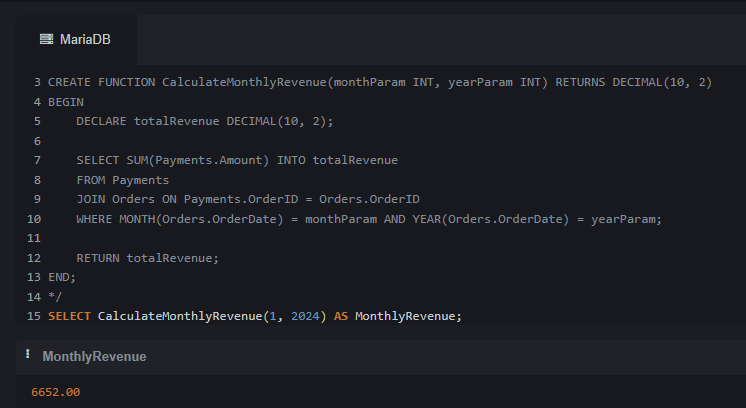 MariaDB
3 CREATE FUNCTION CalculateMonthlyRevenue(monthParam INT, yearParam INT) RETURNS DECIMAL(10, 2)
4 BEGIN
5     DECLARE totalRevenue DECIMAL(10, 2);
6
7     SELECT SUM(Payments.Amount) INTO totalRevenue
8     FROM Payments
9     JOIN Orders ON Payments.OrderID = Orders.OrderID
10     WHERE MONTH(Orders.OrderDate) = monthParam AND YEAR(Orders.OrderDate) = yearParam;
11
12     RETURN totalRevenue;
13 END;
14 */
15 SELECT CalculateMonthlyRevenue(1, 2024) AS MonthlyRevenue;
MonthlyRevenue
6652.00